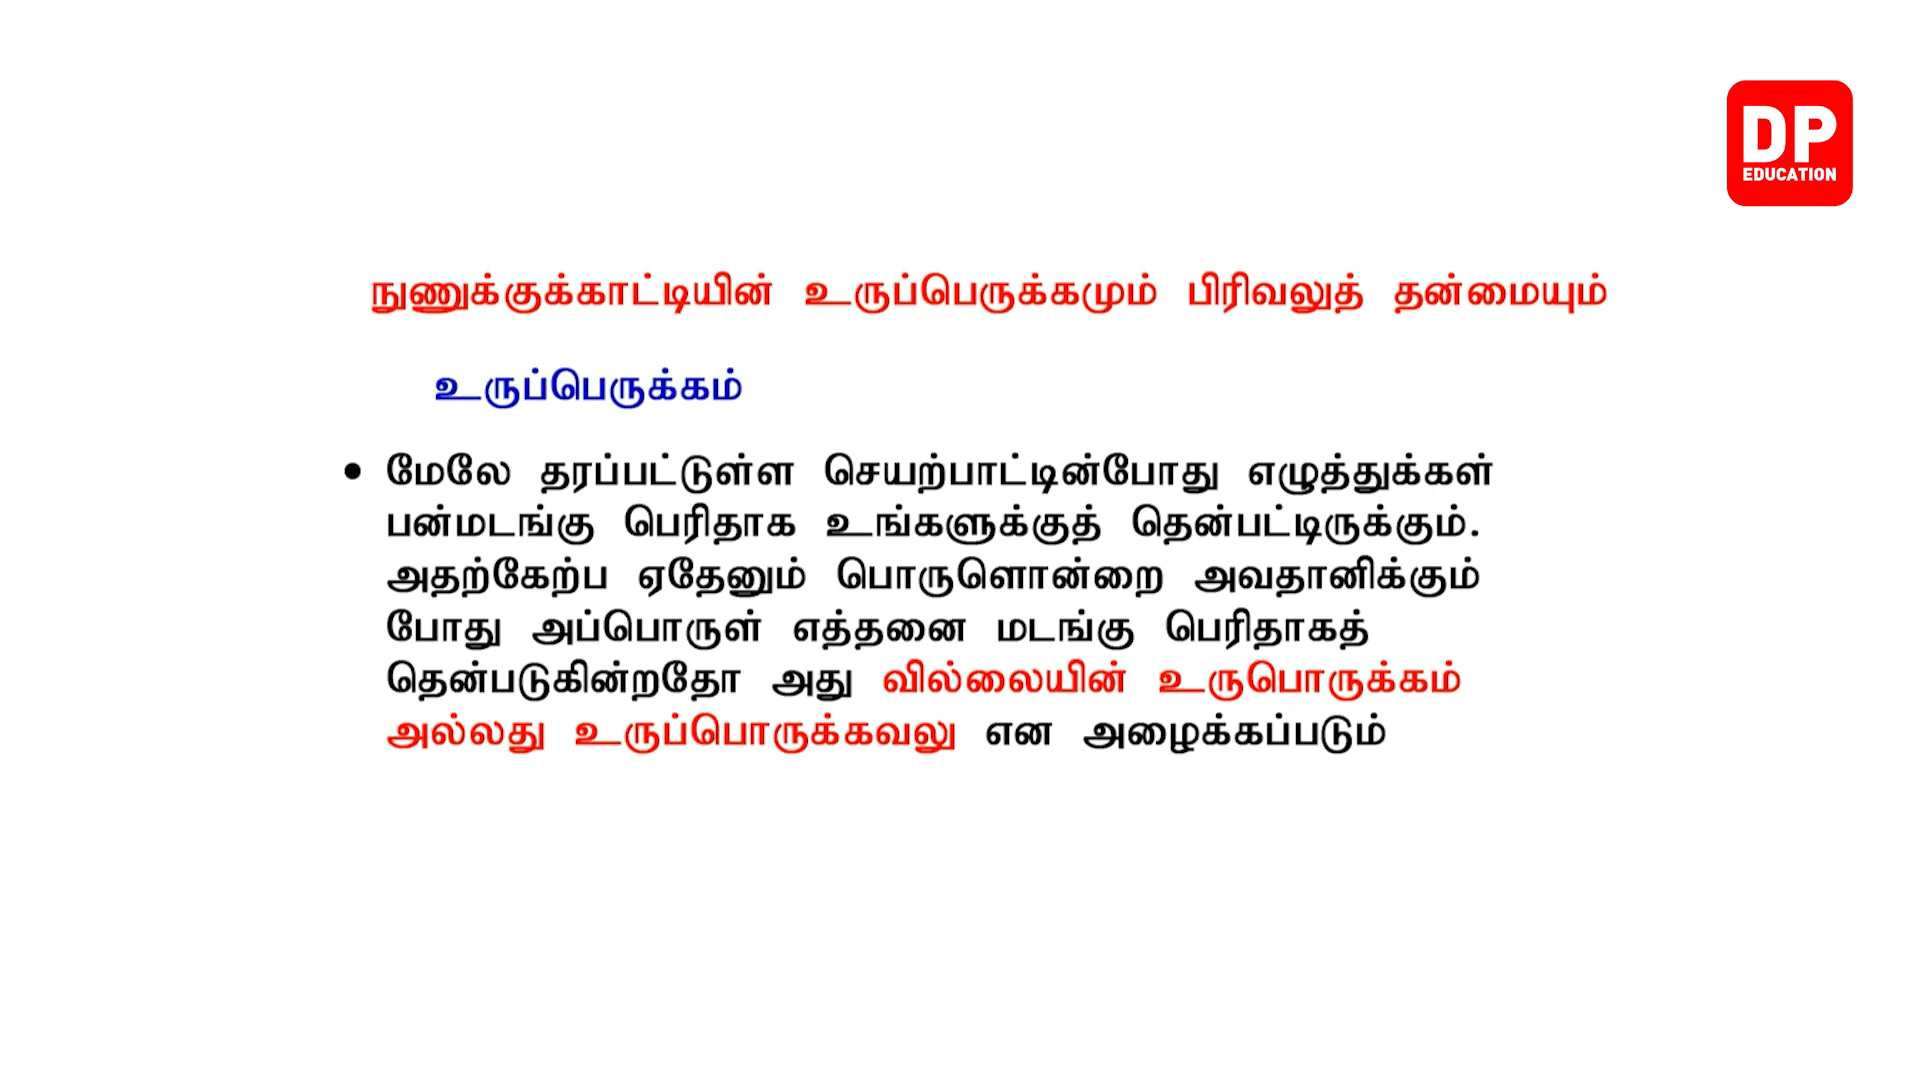 DP
EDUCATION
நுணுக்குக்காட்டியின் உருப்பெருக்கமும் பிரிவலுத் தன்மையும்
உருப்பெருக்கம்
• மேலே தரப்பட்டுள்ள செயற்பாட்டின்போது எழுத்துக்கள்
பன்மடங்கு பெரிதாக உங்களுக்குத் தென்பட்டிருக்கும்.
அதற்கேற்ப ஏதேனும் பொருளொன்றை அவதானிக்கும்
போது அப்பொருள் எத்தனை மடங்கு பெரிதாகத்
தென்படுகின்றதோ அது வில்லையின் உருபொருக்கம்
அல்லது உருப்பொருக்கவலு என அழைக்கப்படும்